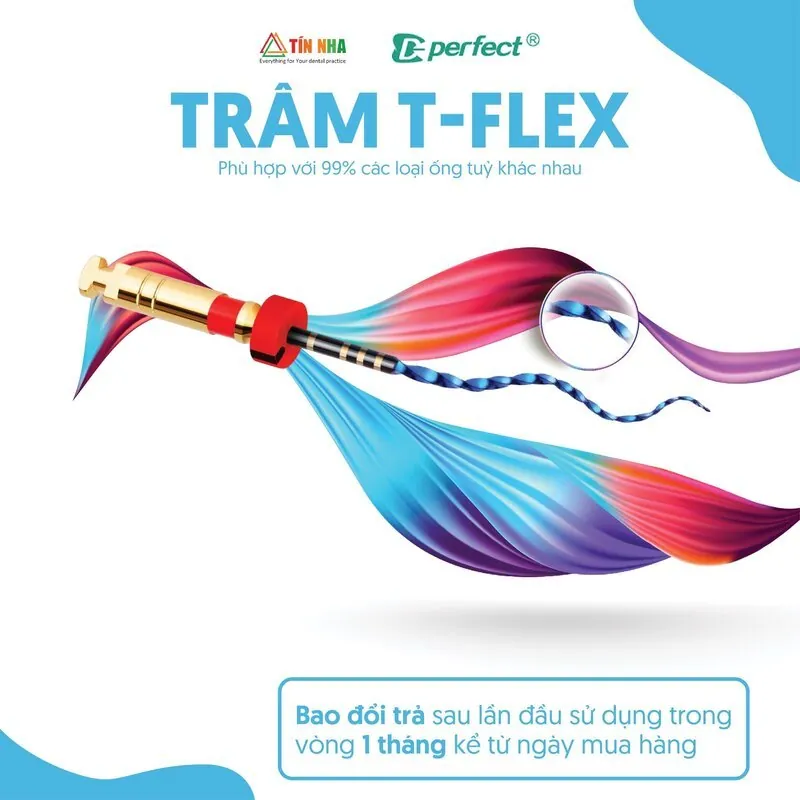 TÍN NHA
Everything for Your dental practice
perfect®
TRÂM T-FLEX
Phù hợp với 99% các loại ống tuỷ khác nhau
Bao đổi trả sau lần đầu sử dụng trong
vòng 1 tháng kể từ ngày mua hàng